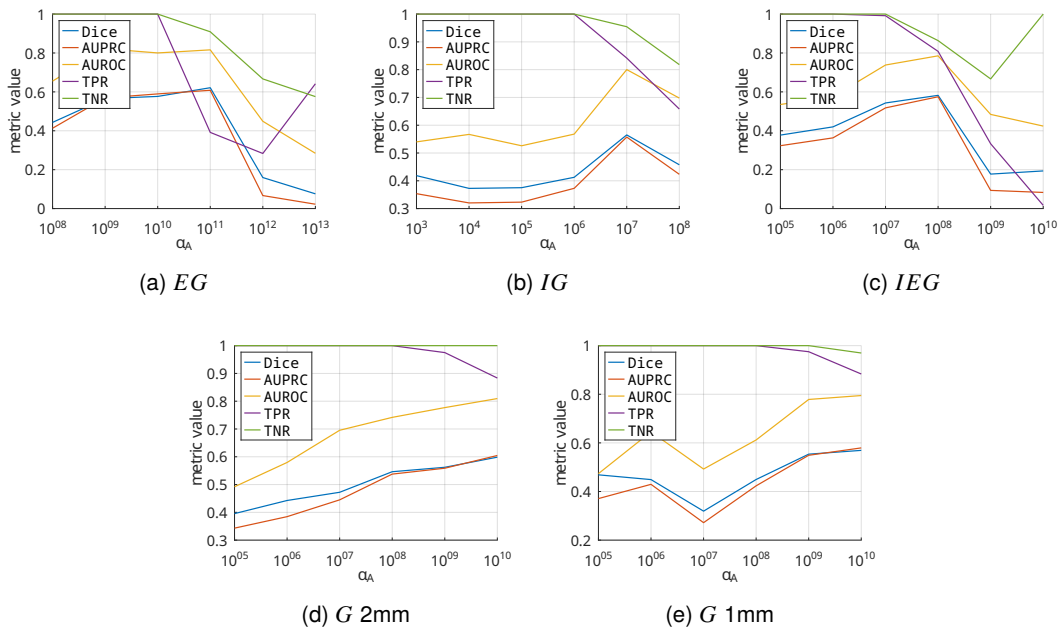 1
0.8
0.6
0.4
0.2
0
metric value
Dice
AUPRC
AUROC
TPR
TNR
10^08 10^09 10^10 10^11 10^12 10^13
α_A
(a) EG
1
0.9
0.8
0.7
0.6
0.5
0.4
0.3
metric value
Dice
AUPRC
AUROC
TPR
TNR
10^3 10^4 10^5 10^6 10^7 10^8
α_A
(b) IG
1
0.8
0.6
0.4
0.2
0
metric value
Dice
AUPRC
AUROC
TPR
TNR
10^05 10^06 10^07 10^08 10^09 10^10
α_A
(c) IEG
1
0.9
0.8
0.7
0.6
0.5
0.4
0.3
metric value
Dice
AUPRC
AUROC
TPR
TNR
10^05 10^06 10^07 10^08 10^09 10^10
α_A
(d) G 2mm
1
0.8
0.6
0.4
0.2
metric value
Dice
AUPRC
AUROC
TPR
TNR
10^05 10^06 10^07 10^08 10^09 10^10
α_A
(e) G 1mm